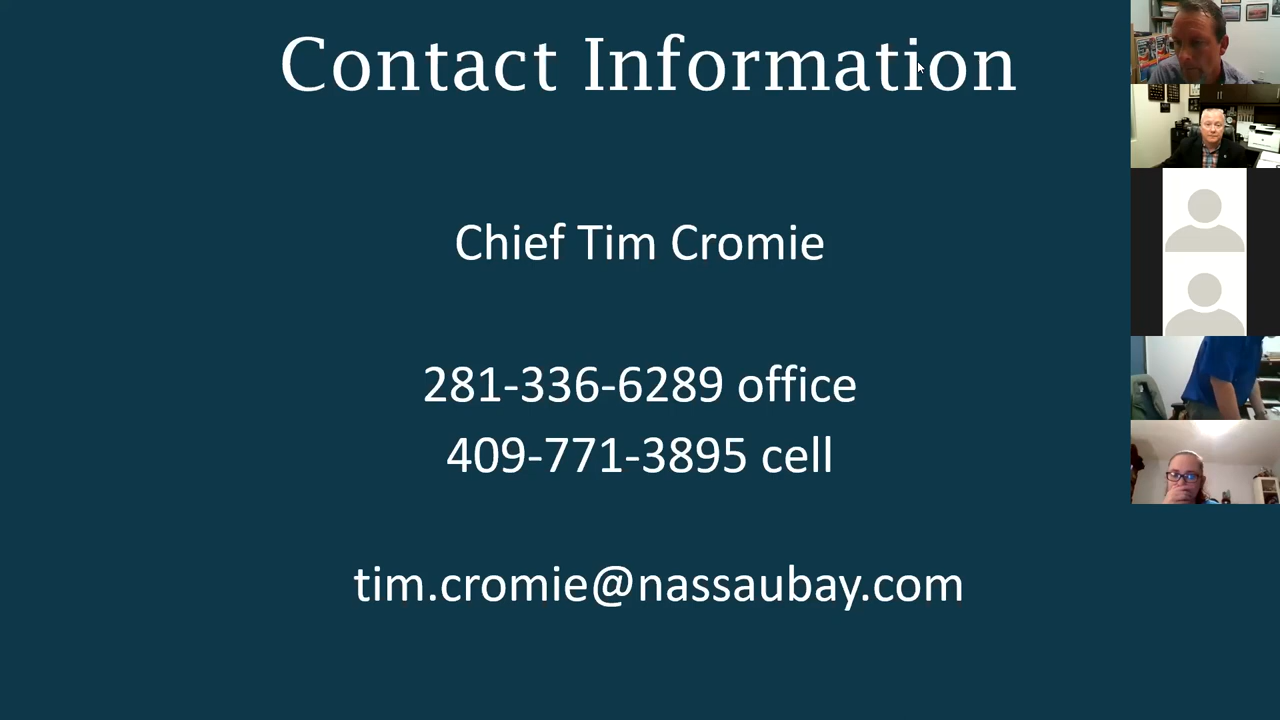 Contact Information
Chief Tim Cromie
281-336-6289 office
409-771-3895 cell
tim.cromie@nassaubay.com